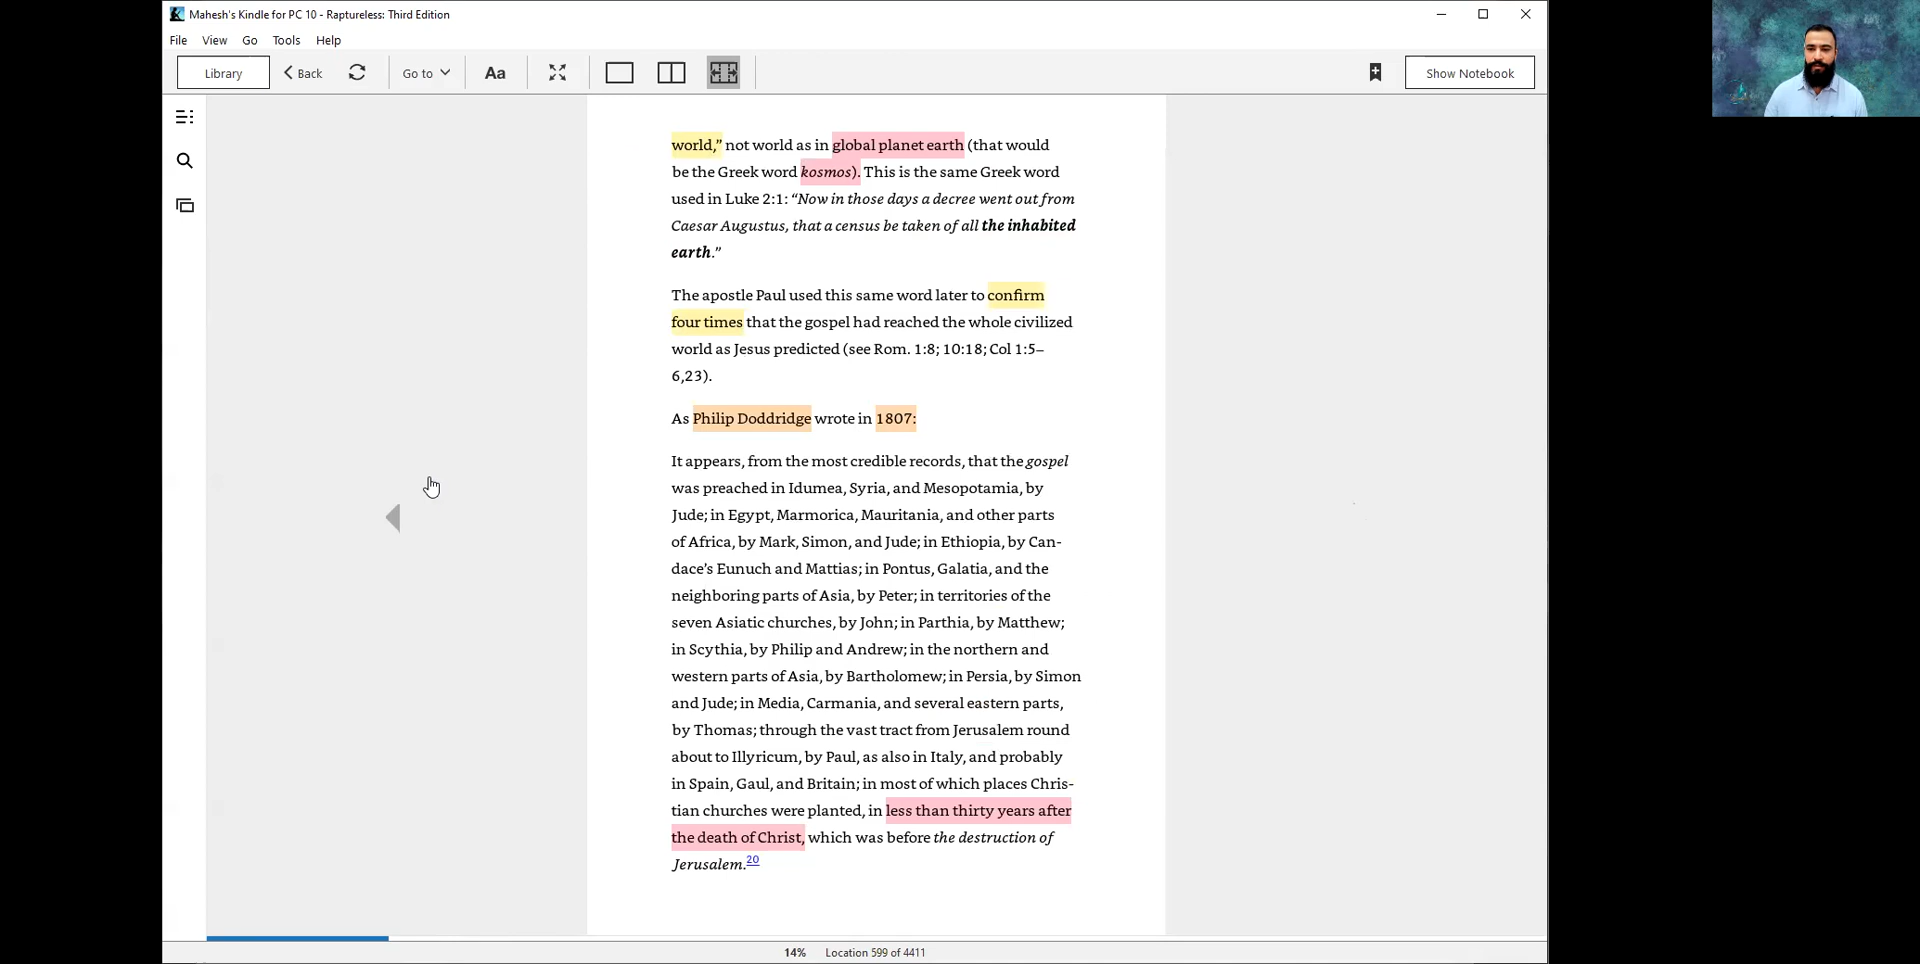 Mahesh's Kindle for PC 10 - Raptureless: Third Edition
File View Go Tools Help
Library Back Go to Aa Show Notebook
world,” not world as in global planet earth (that would
be the Greek word kosmos). This is the same Greek word
used in Luke 2:1: “Now in those days a decree went out from
Caesar Augustus, that a census be taken of all the inhabited
earth.”
The apostle Paul used this same word later to confirm
four times that the gospel had reached the whole civilized
world as Jesus predicted (see Rom. 1:8; 10:18; Col 1:5–
6,23).
As Philip Doddridge wrote in 1807:
It appears, from the most credible records, that the gospel
was preached in Idumea, Syria, and Mesopotamia, by
Jude; in Egypt, Marmorica, Mauritania, and other parts
of Africa, by Mark, Simon, and Jude; in Ethiopia, by Can-
dace’s Eunuch and Mattias; in Pontus, Galatia, and the
neighboring parts of Asia, by Peter; in territories of the
seven Asiatic churches, by John; in Parthia, by Matthew;
in Scythia, by Philip and Andrew; in the northern and
western parts of Asia, by Bartholomew; in Persia, by Simon
and Jude; in Media, Carmania, and several eastern parts,
by Thomas; through the vast tract from Jerusalem round
about to Illyricum, by Paul, as also in Italy, and probably
in Spain, Gaul, and Britain; in most of which places Chris-
tian churches were planted, in less than thirty years after
the death of Christ, which was before the destruction of
Jerusalem.20
14% Location 599 of 4411